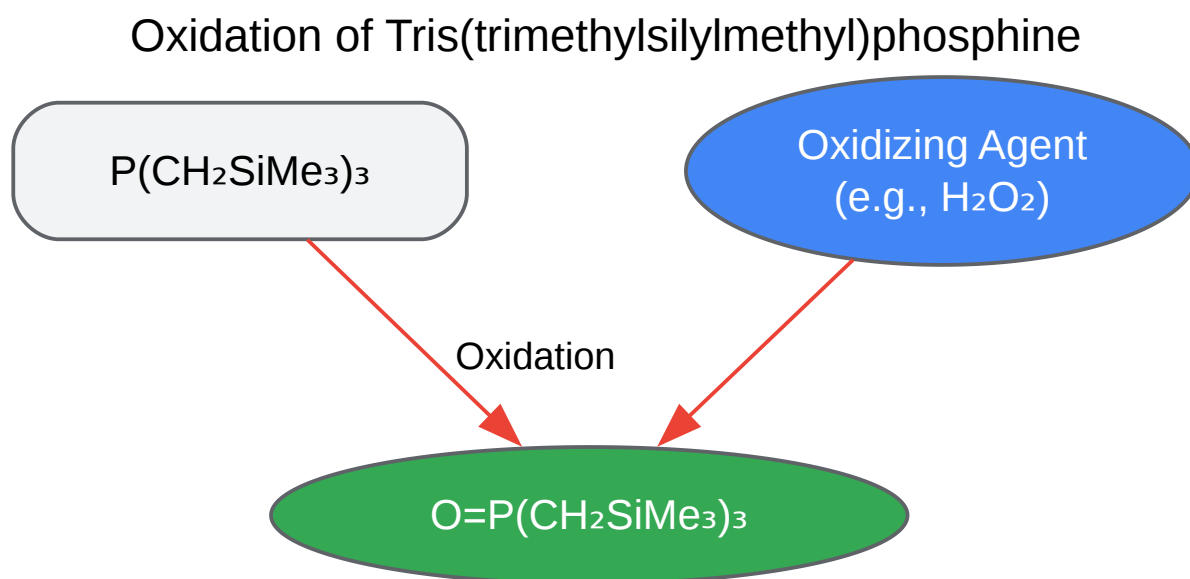 Oxidation of Tris(trimethylsilylmethyl)phosphine
P(CH₂SiMe₃)₃
Oxidizing Agent
(e.g., H₂O₂)
Oxidation
O=P(CH₂SiMe₃)₃